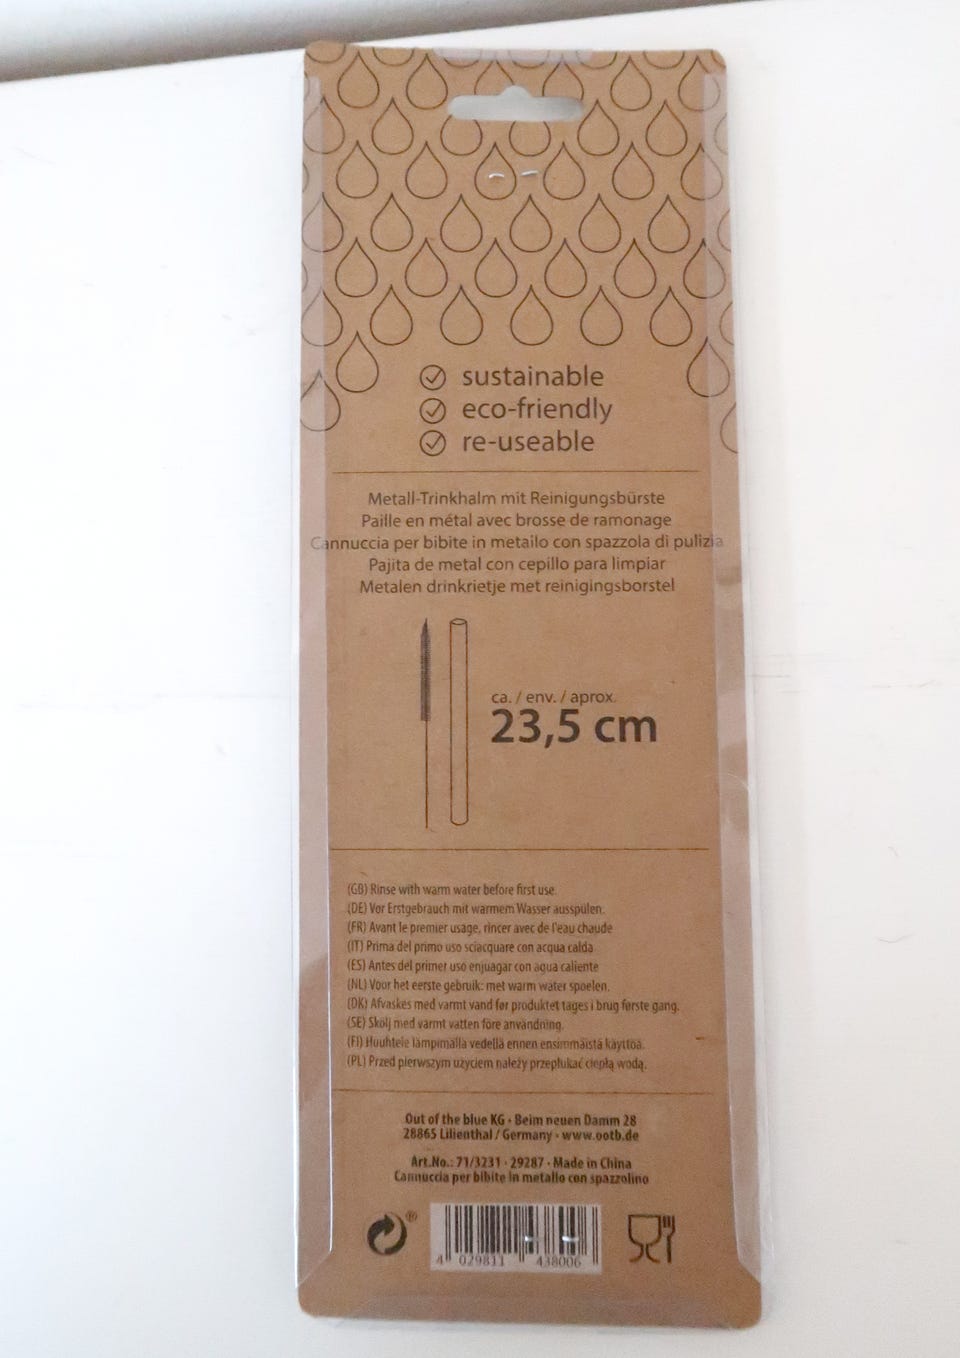 sustainable
eco-friendly
re-useable
Metall-Trinkhalm mit Reinigungsbürste
Paille en métal avec brosse de ramonage
Cannuccia per bibite in metailo con spazzola di pulizia
Pajita de metal con cepillo para limpiar
Metalen drinkrietje met reinigingsborstel
ca. / env. / aprox.
23,5 cm
(GB) Rinse with warm water before first use.
(DE) Vor Erstgebrauch mit warmem Wasser ausspülen.
(FR) Avant le premier usage, rincer avec de l'eau chaude
(IT) Prima del primo uso sciacquare con acqua calda
(ES) Antes del primer uso enjuagar con agua caliente
(NL) Voor het eerste gebruik: met warm water spoelen.
(DK) Afvaskes med varmt vand før produktet tages i brug første gang.
(SE) Skölj med varmt vatten före användning.
(FI) Huuhtele lämpimällä vedellä ennen ensimmäistä käyttöä.
(PL) Przed pierwszym użyciem należy przepłukać ciepłą wodą.
Out of the blue KG · Beim neuen Damm 28
28865 Lilienthal / Germany · www.ootb.de
Art.No.: 71/3231 · 29287 · Made in China
Cannuccia per bibite in metallo con spazzolino
®
4 029811 438006